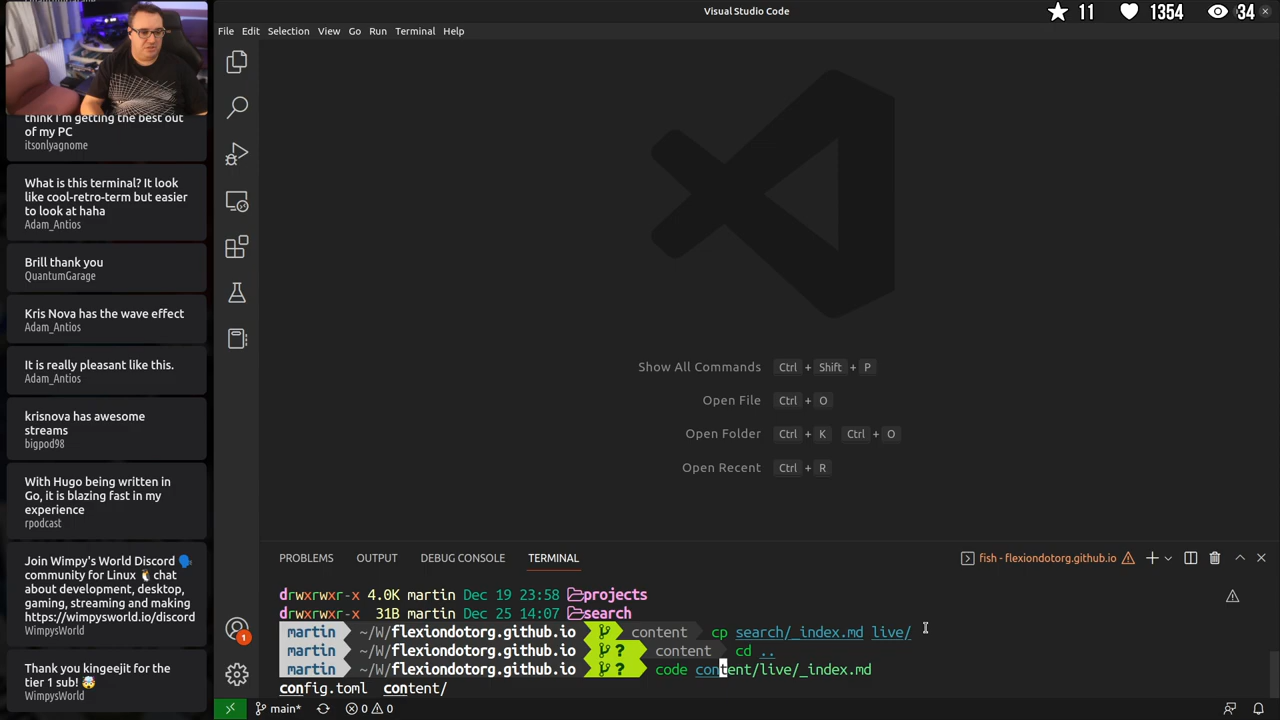 Visual Studio Code
11 1354 34
File Edit Selection View Go Run Terminal Help
think I'm getting the best out
of my PC
itsonlyagnome
What is this terminal? It look
like cool-retro-term but easier
to look at haha
Adam_Antios
Brill thank you
QuantumGarage
Kris Nova has the wave effect
Adam_Antios
It is really pleasant like this.
Adam_Antios
krisnova has awesome
streams
bigpod98
With Hugo being written in
Go, it is blazing fast in my
experience
rpodcast
Join Wimpy's World Discord 🗣
community for Linux 🐧 chat
about development, desktop,
gaming, streaming and making
https://wimpysworld.io/discord
WimpysWorld
Thank you kingeejit for the
tier 1 sub! 🤯
WimpysWorld
Show All Commands Ctrl + Shift + P
Open File Ctrl + O
Open Folder Ctrl + K Ctrl + O
Open Recent Ctrl + R
PROBLEMS OUTPUT DEBUG CONSOLE TERMINAL
fish - flexiondotorg.github.io
drwxrwxr-x 4.0K martin Dec 19 23:58 projects
drwxrwxr-x 31B martin Dec 25 14:07 search
martin ~/W/flexiondotorg.github.io content cp search/_index.md live/
martin ~/W/flexiondotorg.github.io ? content cd ..
martin ~/W/flexiondotorg.github.io ? code content/live/_index.md
config.toml content/
1
main* 0 0